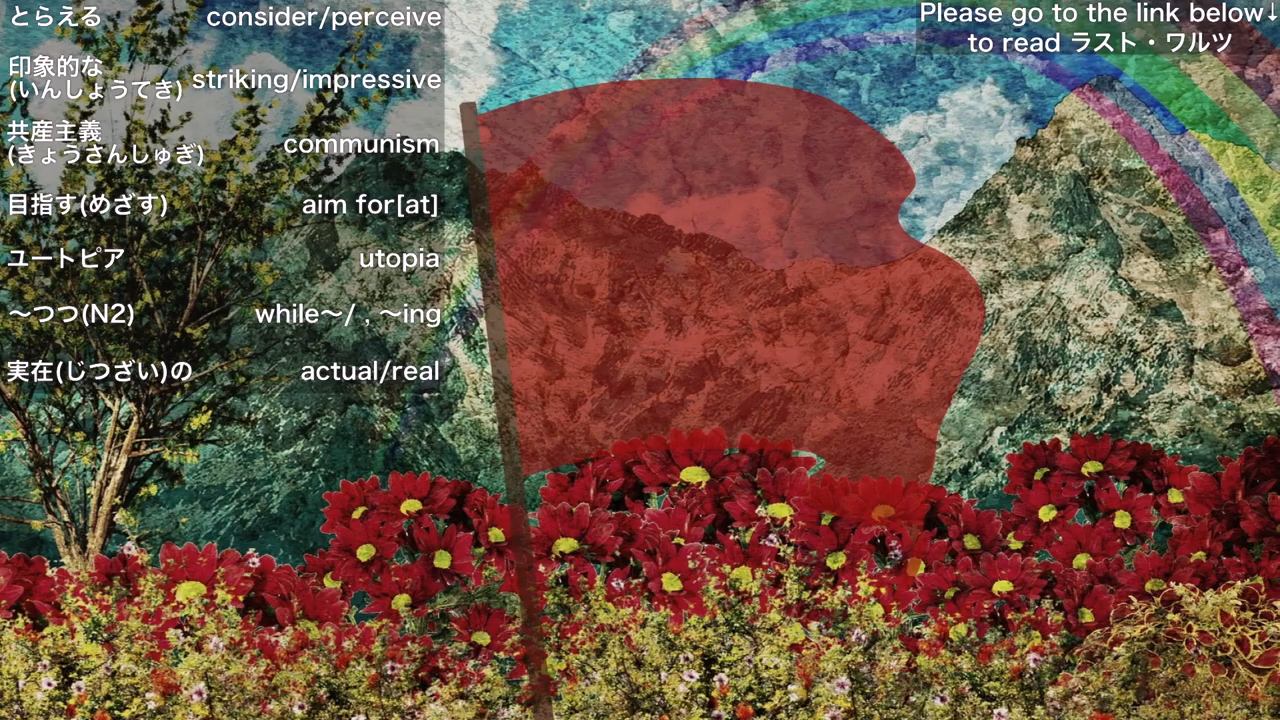 とらえる consider/perceive
印象的な
(いんしょうてき) striking/impressive
共産主義
(きょうさんしゅぎ) communism
目指す(めざす) aim for[at]
ユートピア utopia
～つつ(N2) while～/ , ～ing
実在(じつざい)の actual/real
Please go to the link below↓
to read ラスト・ワルツ